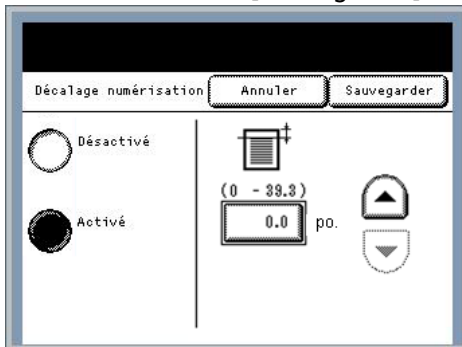 Décalage numérisation Annuler Sauvegarder
Désactivé
(0 - 39.3)
Activé 0.0 po.